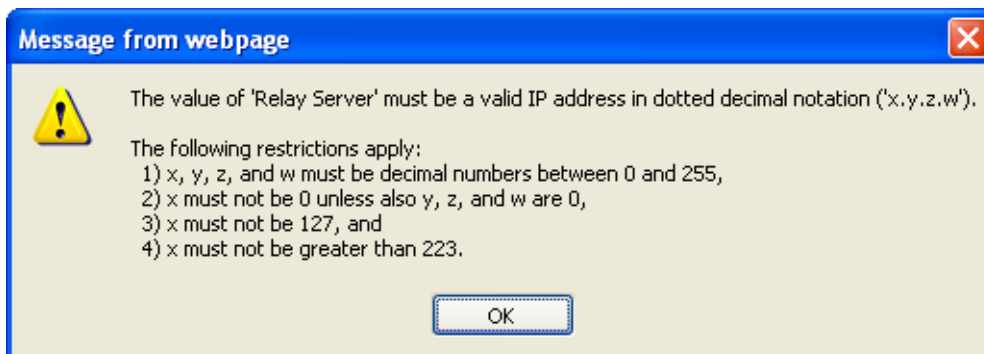 Message from webpage
The value of 'Relay Server' must be a valid IP address in dotted decimal notation ('x.y.z.w').
The following restrictions apply:
1) x, y, z, and w must be decimal numbers between 0 and 255,
2) x must not be 0 unless also y, z, and w are 0,
3) x must not be 127, and
4) x must not be greater than 223.
OK